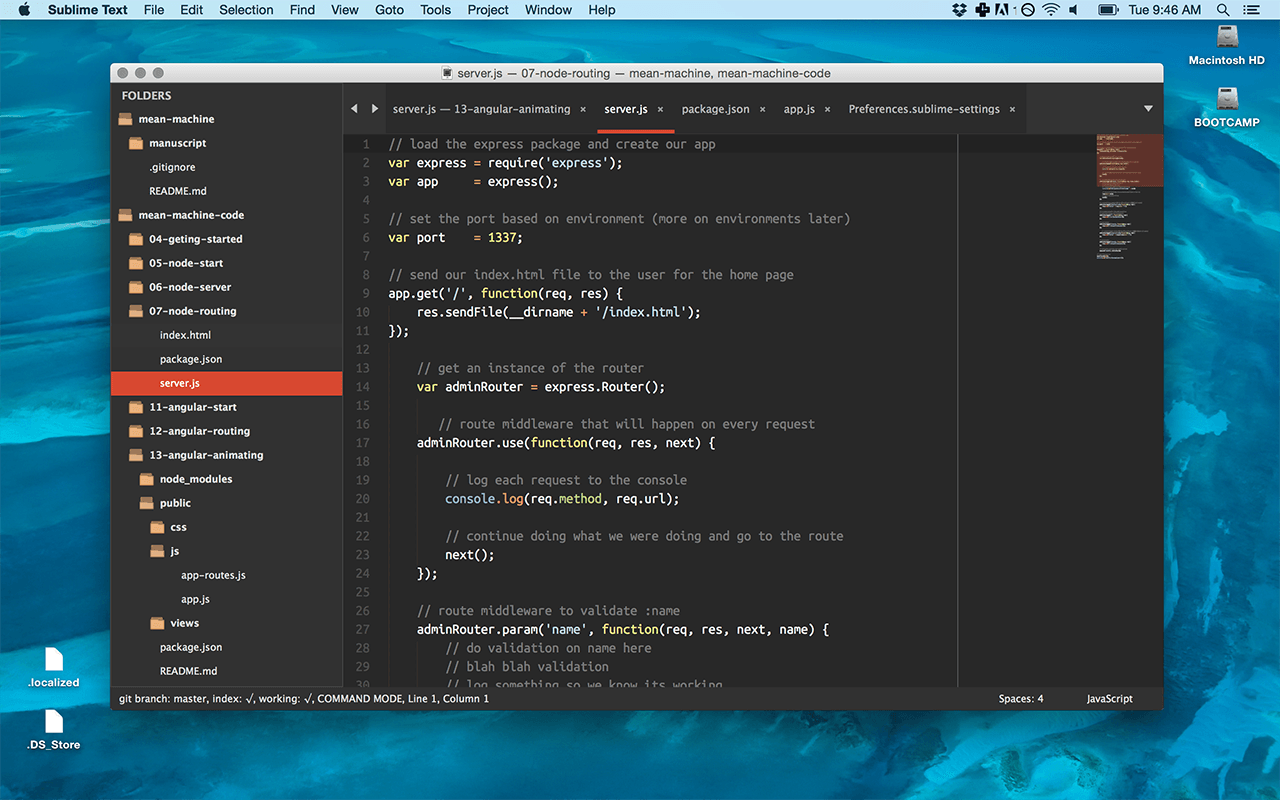 Sublime Text File Edit Selection Find View Goto Tools Project Window Help Tue 9:46 AM
Macintosh HD
BOOTCAMP
server.js — 07-node-routing — mean-machine, mean-machine-code
FOLDERS
mean-machine
manuscript
.gitignore
README.md
mean-machine-code
04-geting-started
05-node-start
06-node-server
07-node-routing
index.html
package.json
server.js
11-angular-start
12-angular-routing
13-angular-animating
node_modules
public
css
js
app-routes.js
app.js
views
package.json
README.md
server.js — 13-angular-animating × server.js × package.json × app.js × Preferences.sublime-settings ×
1 // load the express package and create our app
2 var express = require('express');
3 var app     = express();
4
5 // set the port based on environment (more on environments later)
6 var port    = 1337;
7
8 // send our index.html file to the user for the home page
9 app.get('/', function(req, res) {
10     res.sendFile(__dirname + '/index.html');
11 });
12
13     // get an instance of the router
14     var adminRouter = express.Router();
15
16        // route middleware that will happen on every request
17     adminRouter.use(function(req, res, next) {
18
19         // log each request to the console
20         console.log(req.method, req.url);
21
22         // continue doing what we were doing and go to the route
23         next();
24     });
25
26     // route middleware to validate :name
27     adminRouter.param('name', function(req, res, next, name) {
28         // do validation on name here
29         // blah blah validation
30         // log something so we know its working
git branch: master, index: √, working: √, COMMAND MODE, Line 1, Column 1 Spaces: 4 JavaScript
.localized
.DS_Store